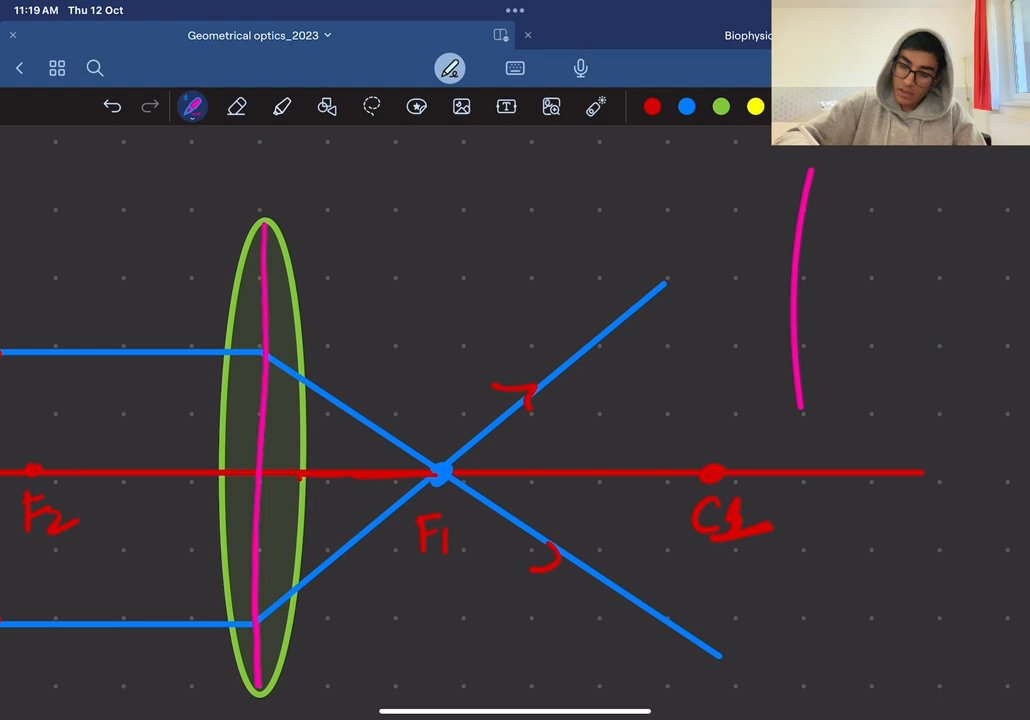 11:19 AM Thu 12 Oct
Geometrical optics_2023
Biophysic
T
F2
F1
C1